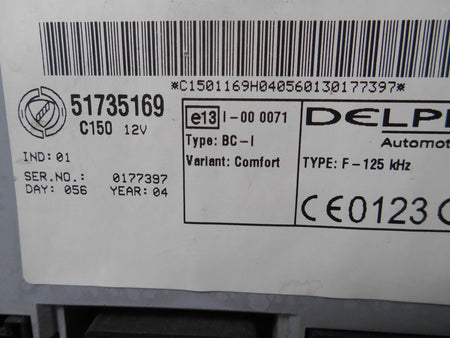 *C1501169H040560130177397*
51735169
C150 12V
IND: 01
SER.NO.: 0177397
DAY: 056 YEAR: 04
e13 I-00 0071
Type: BC-I
Variant: Comfort
DELP
Automot
TYPE: F-125 kHz
CE0123